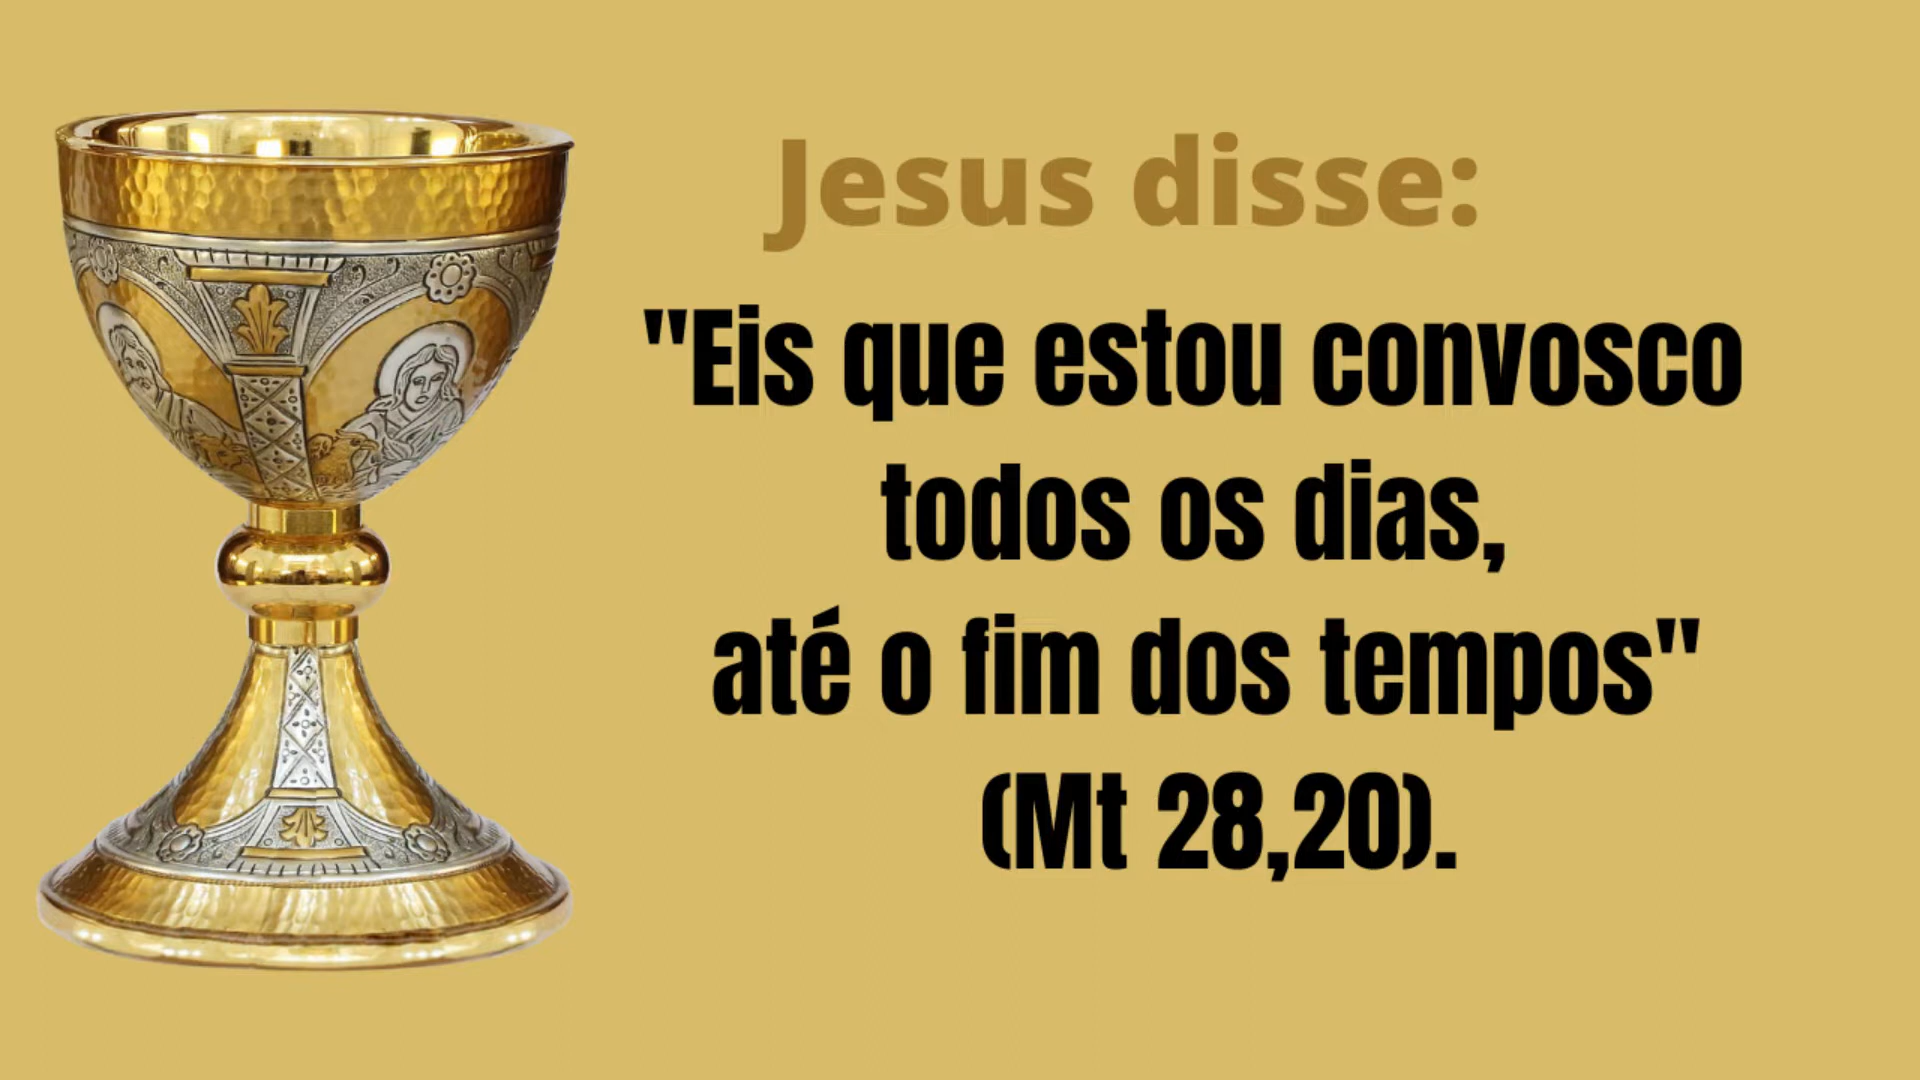 Jesus disse:
"Eis que estou convosco
todos os dias,
até o fim dos tempos"
(Mt 28,20).